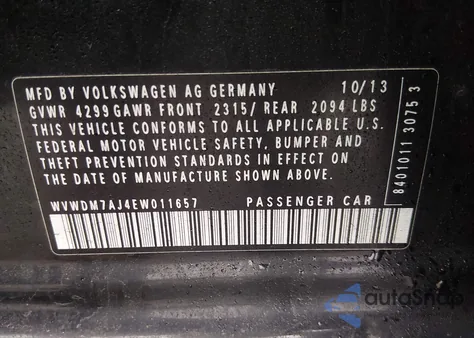 MFD BY VOLKSWAGEN AG GERMANY 10/13
GVWR 4299 GAWR FRONT 2315/ REAR 2094 LBS
THIS VEHICLE CONFORMS TO ALL APPLICABLE U.S.
FEDERAL MOTOR VEHICLE SAFETY, BUMPER AND
THEFT PREVENTION STANDARDS IN EFFECT ON THE
DATE OF MANUFACTURE SHOWN ABOVE.
WVWDM7AJ4EW011657 PASSENGER CAR
8401011 3075 3
autoSnap